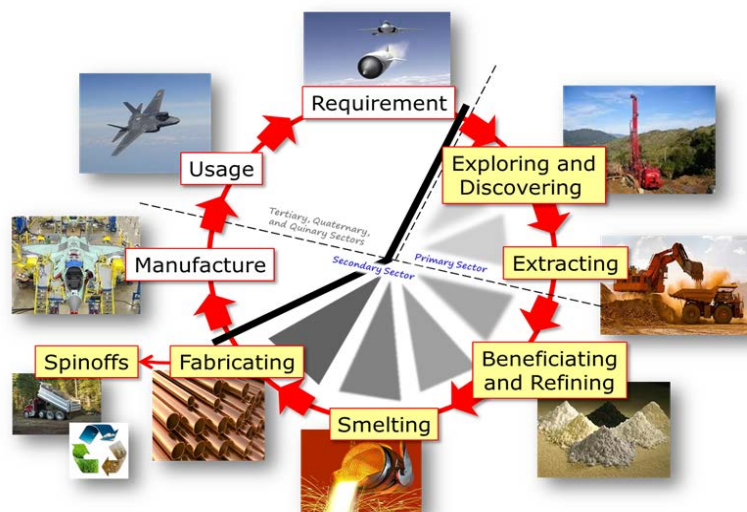 Requirement
Exploring and
Discovering
Usage
Tertiary, Quaternary,
and Quinary Sectors
Secondary Sector
Primary Sector
Manufacture
Extracting
Spinoffs
Fabricating
Beneficiating
and Refining
Smelting